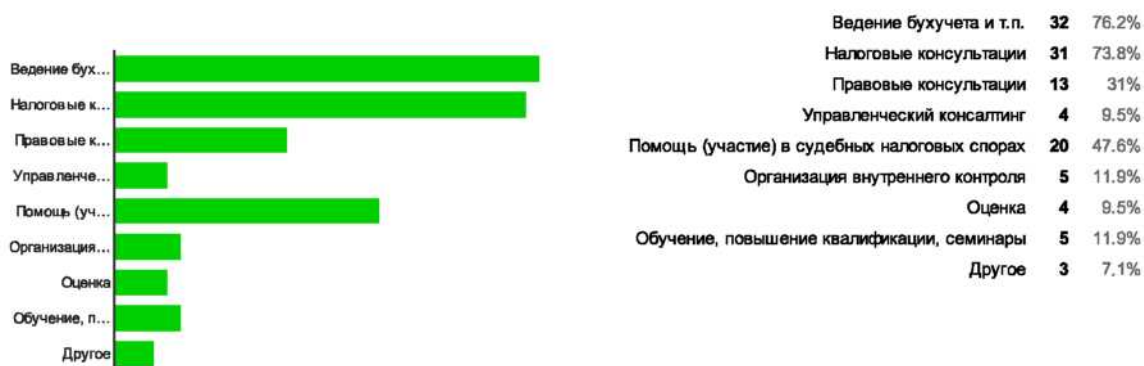 Ведение бух...
Налоговые к...
Правовые к...
Управленче...
Помощь (уч...
Организация...
Оценка
Обучение, п...
Другое
Ведение бухучета и т.п. 32 76.2%
Налоговые консультации 31 73.8%
Правовые консультации 13 31%
Управленческий консалтинг 4 9.5%
Помощь (участие) в судебных налоговых спорах 20 47.6%
Организация внутреннего контроля 5 11.9%
Оценка 4 9.5%
Обучение, повышение квалификации, семинары 5 11.9%
Другое 3 7.1%